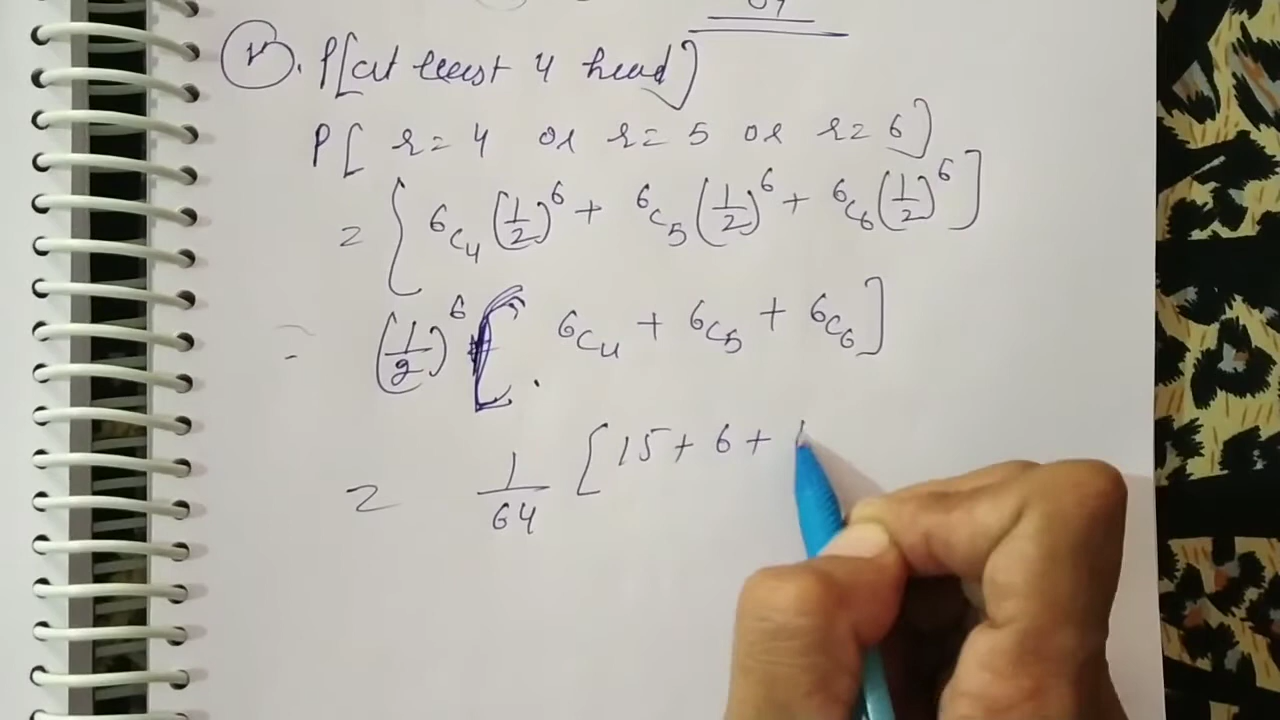 (v). P[at least 4 head]
P[ r = 4 or r = 5 or r = 6 ]
= [ ⁶C₄ (1/2)⁶ + ⁶C₅ (1/2)⁶ + ⁶C₆ (1/2)⁶ ]
= (1/2)⁶ [ ⁶C₄ + ⁶C₅ + ⁶C₆ ]
= 1/64 [ 15 + 6 + 1